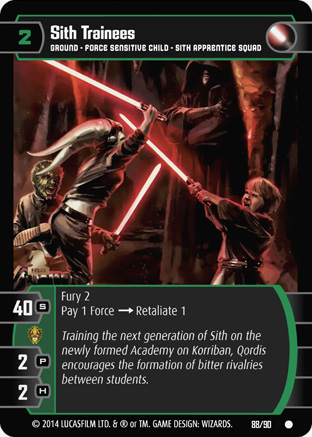 2 Sith Trainees
GROUND - FORCE SENSITIVE CHILD - SITH APPRENTICE SQUAD
40 S
2 P
2 H
Fury 2
Pay 1 Force → Retaliate 1
Training the next generation of Sith on the
newly formed Academy on Korriban, Qordis
encourages the formation of bitter rivalries
between students.
© 2014 LUCASFILM LTD. & ® or TM. GAME DESIGN: WIZARDS. 88/90